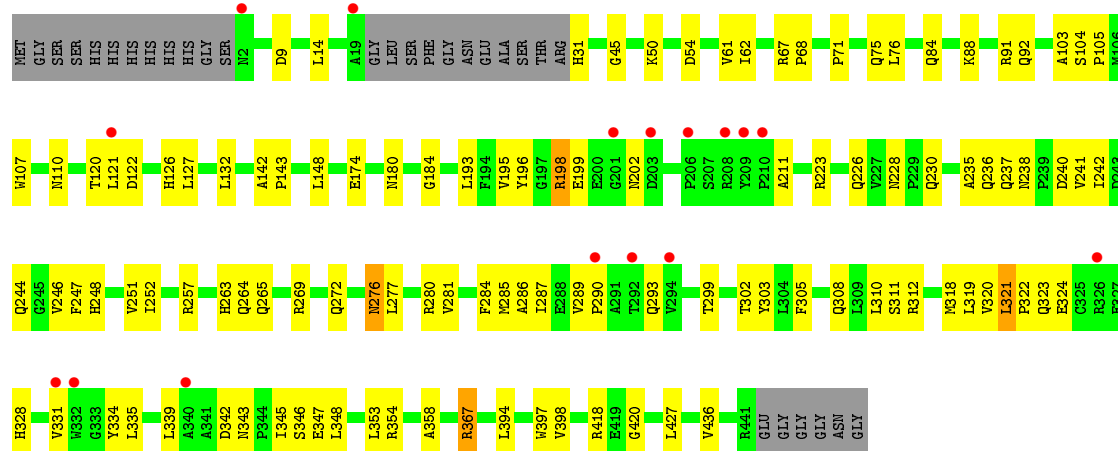 MET GLY SER SER HIS HIS HIS HIS HIS HIS GLY SER N2 D9 L14 A19 GLY LEU SER SER PHE GLY ASN GLU ALA SER THR ARG H31 G45 K50 D54 V61 I62 R67 P68 P71 Q75 L76 Q84 K88 R91 Q92 A103 S104 P105 M106
W107 N110 T120 L121 D122 H126 L127 L132 A142 P143 L148 E174 N180 G184 L193 F194 V195 Y196 G197 R198 E199 E200 G201 N202 D203 P206 S207 R208 Y209 P210 A211 R223 Q226 V227 N228 P229 Q230 A235 Q236 Q237 N238 P239 D240 V241 I242
Q244 G245 V246 F247 H248 V251 I252 R257 H263 Q264 Q265 R269 Q272 N276 L277 R280 V281 F284 M285 A286 I287 E288 V289 P290 A291 T292 Q293 V294 T299 T302 Y303 L304 F305 Q308 L309 L310 S311 R312 M318 L319 V320 L321 P322 Q323 E324 C325 R326
H328 V331 W332 G333 Y334 L335 L339 A340 A341 D342 N343 P344 I345 S346 E347 L348 L353 R354 A358 R367 L394 W397 V398 R418 E419 G420 L427 V436 R441 GLU GLY GLY GLY GLY ASN GLY